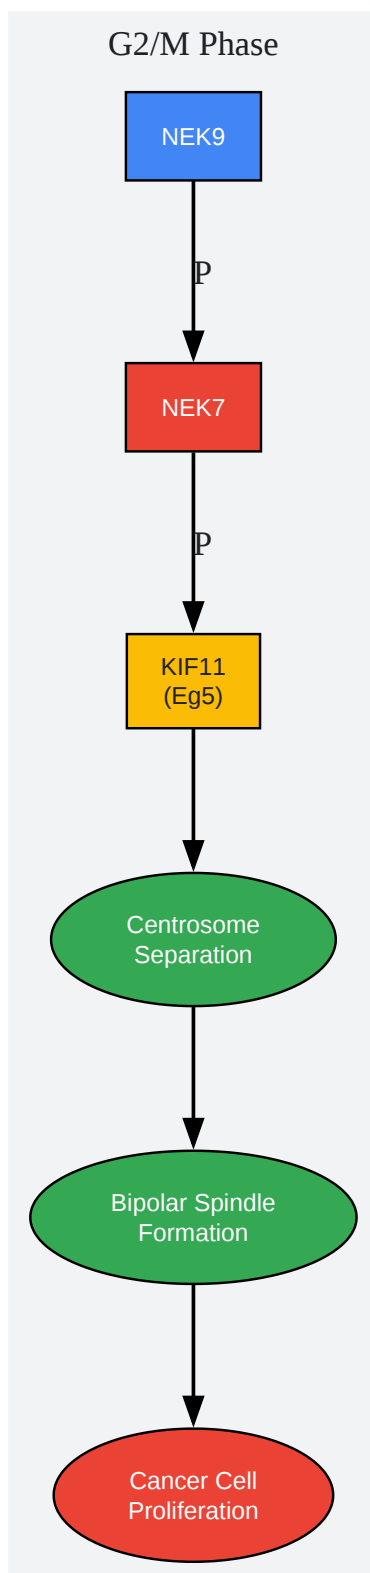 G2/M Phase
NEK9
P
NEK7
P
KIF11
(Eg5)
Centrosome
Separation
Bipolar Spindle
Formation
Cancer Cell
Proliferation